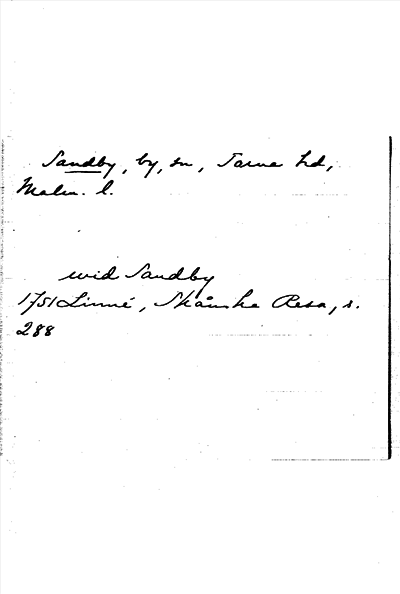 Sandby, by, sn, Torna hd,
Malm. l.
wid Sandby
1751 Linné, Skånska Resa, s.
288